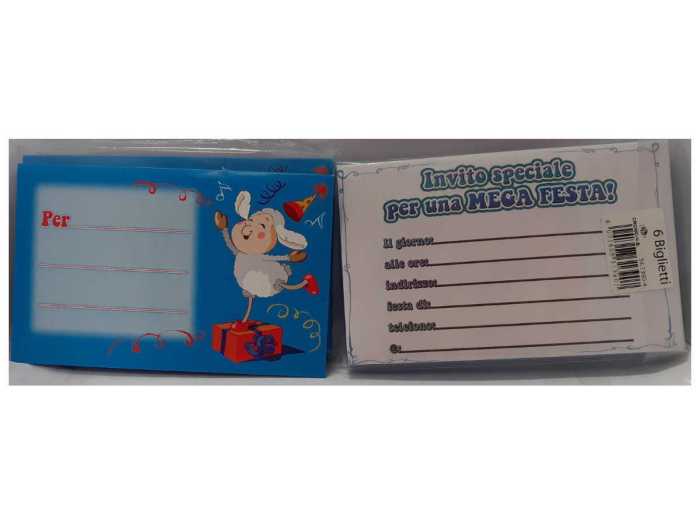 Per
Invito speciale
per una MEGA FESTA!
Il giorno:
alle ore:
indirizzo:
festa di:
telefono:
6 Biglietti